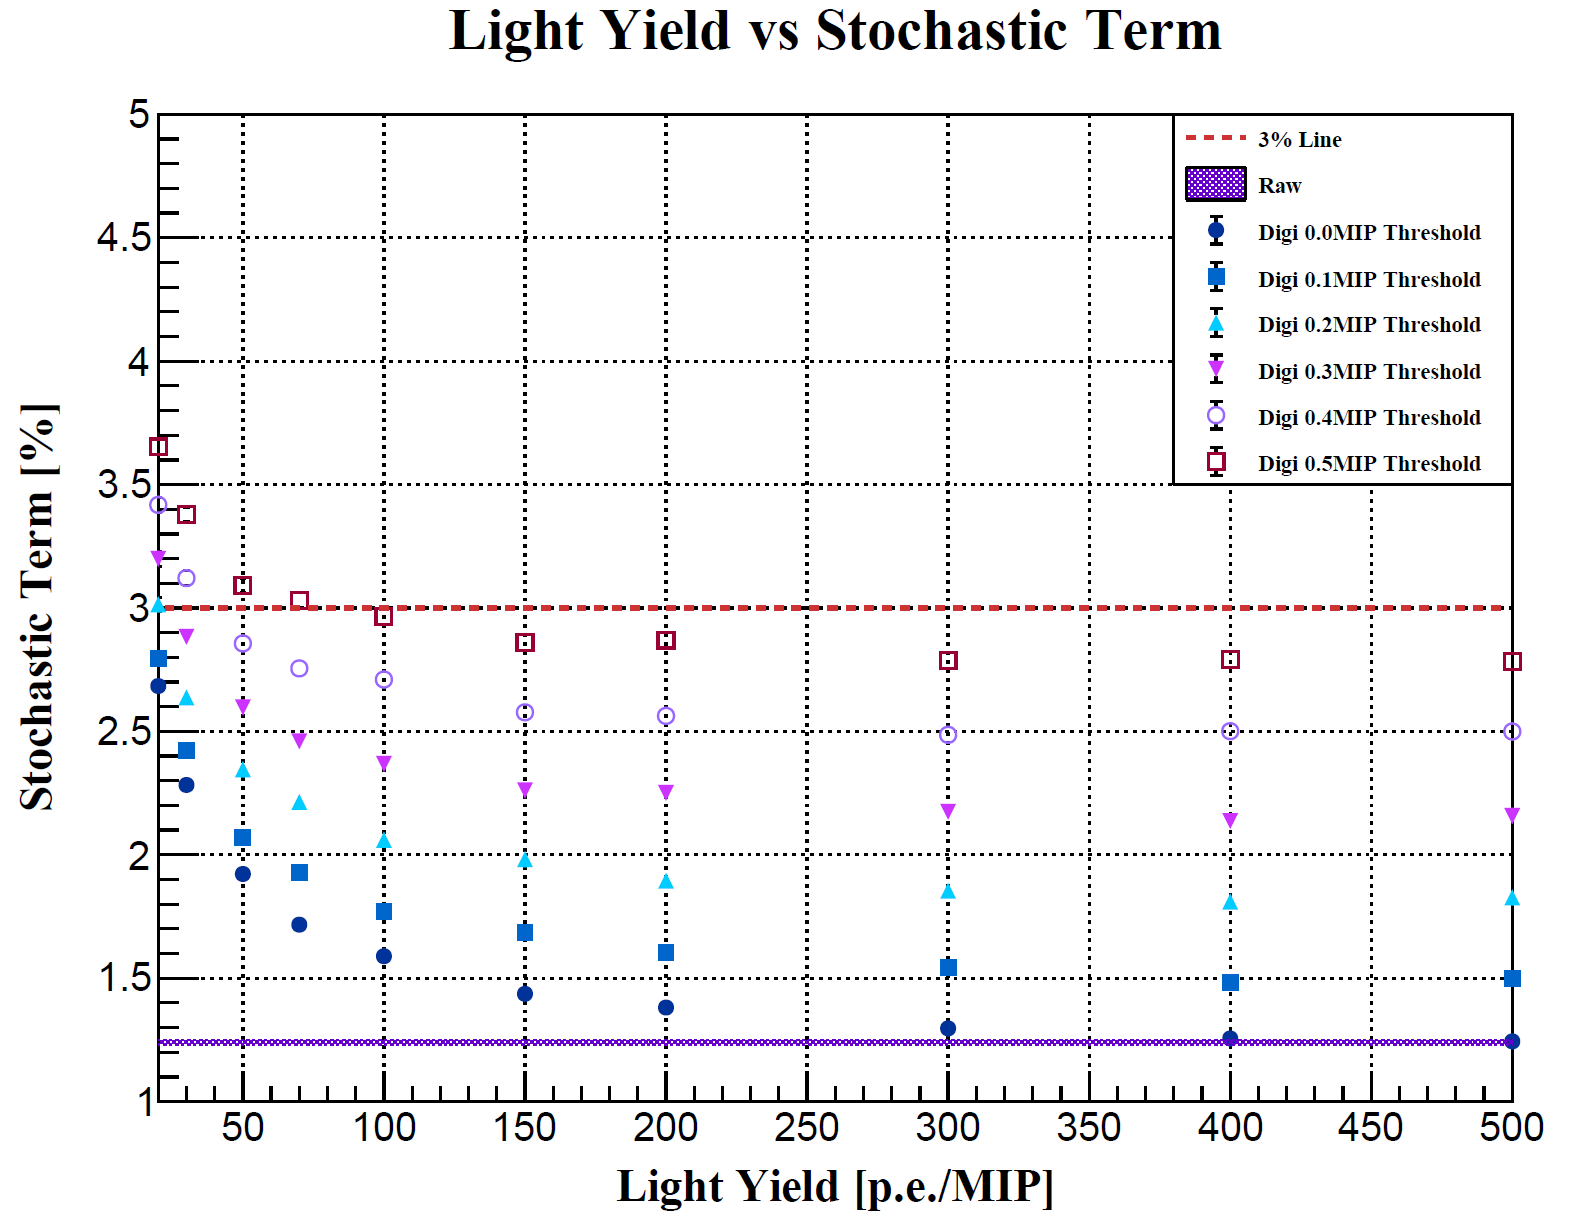 Light Yield vs Stochastic Term
5
4.5
4
3.5
3
2.5
2
1.5
1
Stochastic Term [%]
3% Line
Raw
Digi 0.0MIP Threshold
Digi 0.1MIP Threshold
Digi 0.2MIP Threshold
Digi 0.3MIP Threshold
Digi 0.4MIP Threshold
Digi 0.5MIP Threshold
50 100 150 200 250 300 350 400 450 500
Light Yield [p.e./MIP]